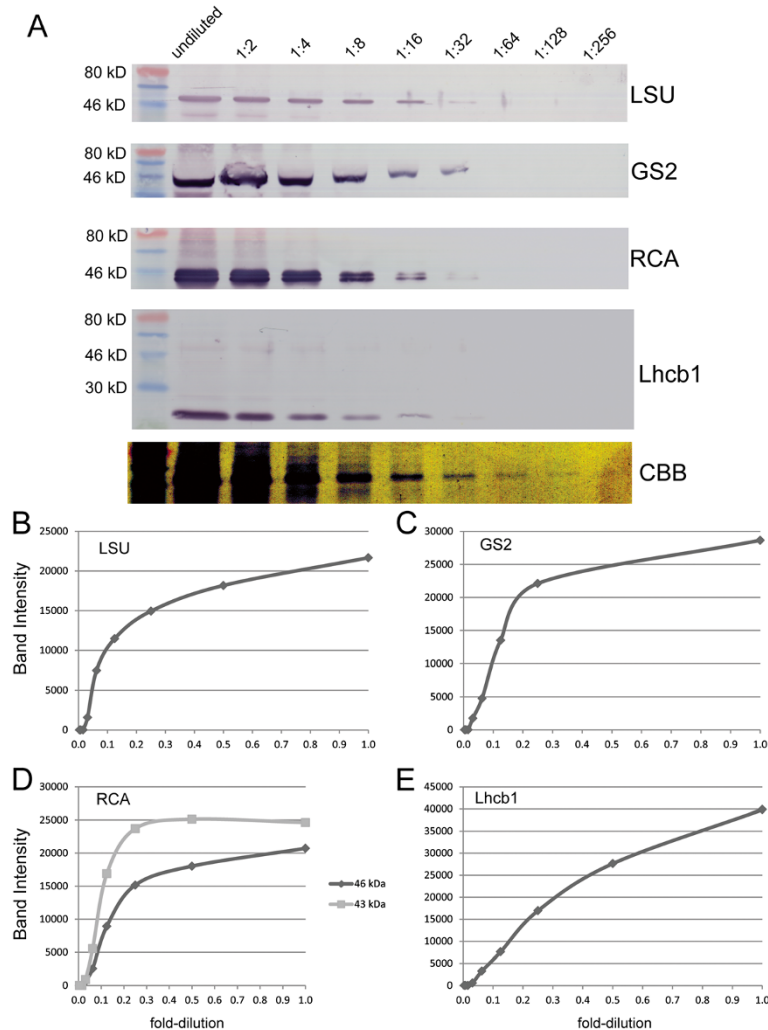 A
undiluted 1:2 1:4 1:8 1:16 1:32 1:64 1:128 1:256
80 kD
46 kD
LSU
80 kD
46 kD
GS2
80 kD
46 kD
RCA
80 kD
46 kD
30 kD
Lhcb1
CBB
B
LSU
Band Intensity
25000
20000
15000
10000
5000
0
0.0 0.1 0.2 0.3 0.4 0.5 0.6 0.7 0.8 0.9 1.0
C
GS2
30000
25000
20000
15000
10000
5000
0
0.0 0.1 0.2 0.3 0.4 0.5 0.6 0.7 0.8 0.9 1.0
D
RCA
Band Intensity
30000
25000
20000
15000
10000
5000
0
0.0 0.1 0.2 0.3 0.4 0.5 0.6 0.7 0.8 0.9 1.0
fold-dilution
46 kDa
43 kDa
E
Lhcb1
45000
40000
35000
30000
25000
20000
15000
10000
5000
0
0.0 0.1 0.2 0.3 0.4 0.5 0.6 0.7 0.8 0.9 1.0
fold-dilution